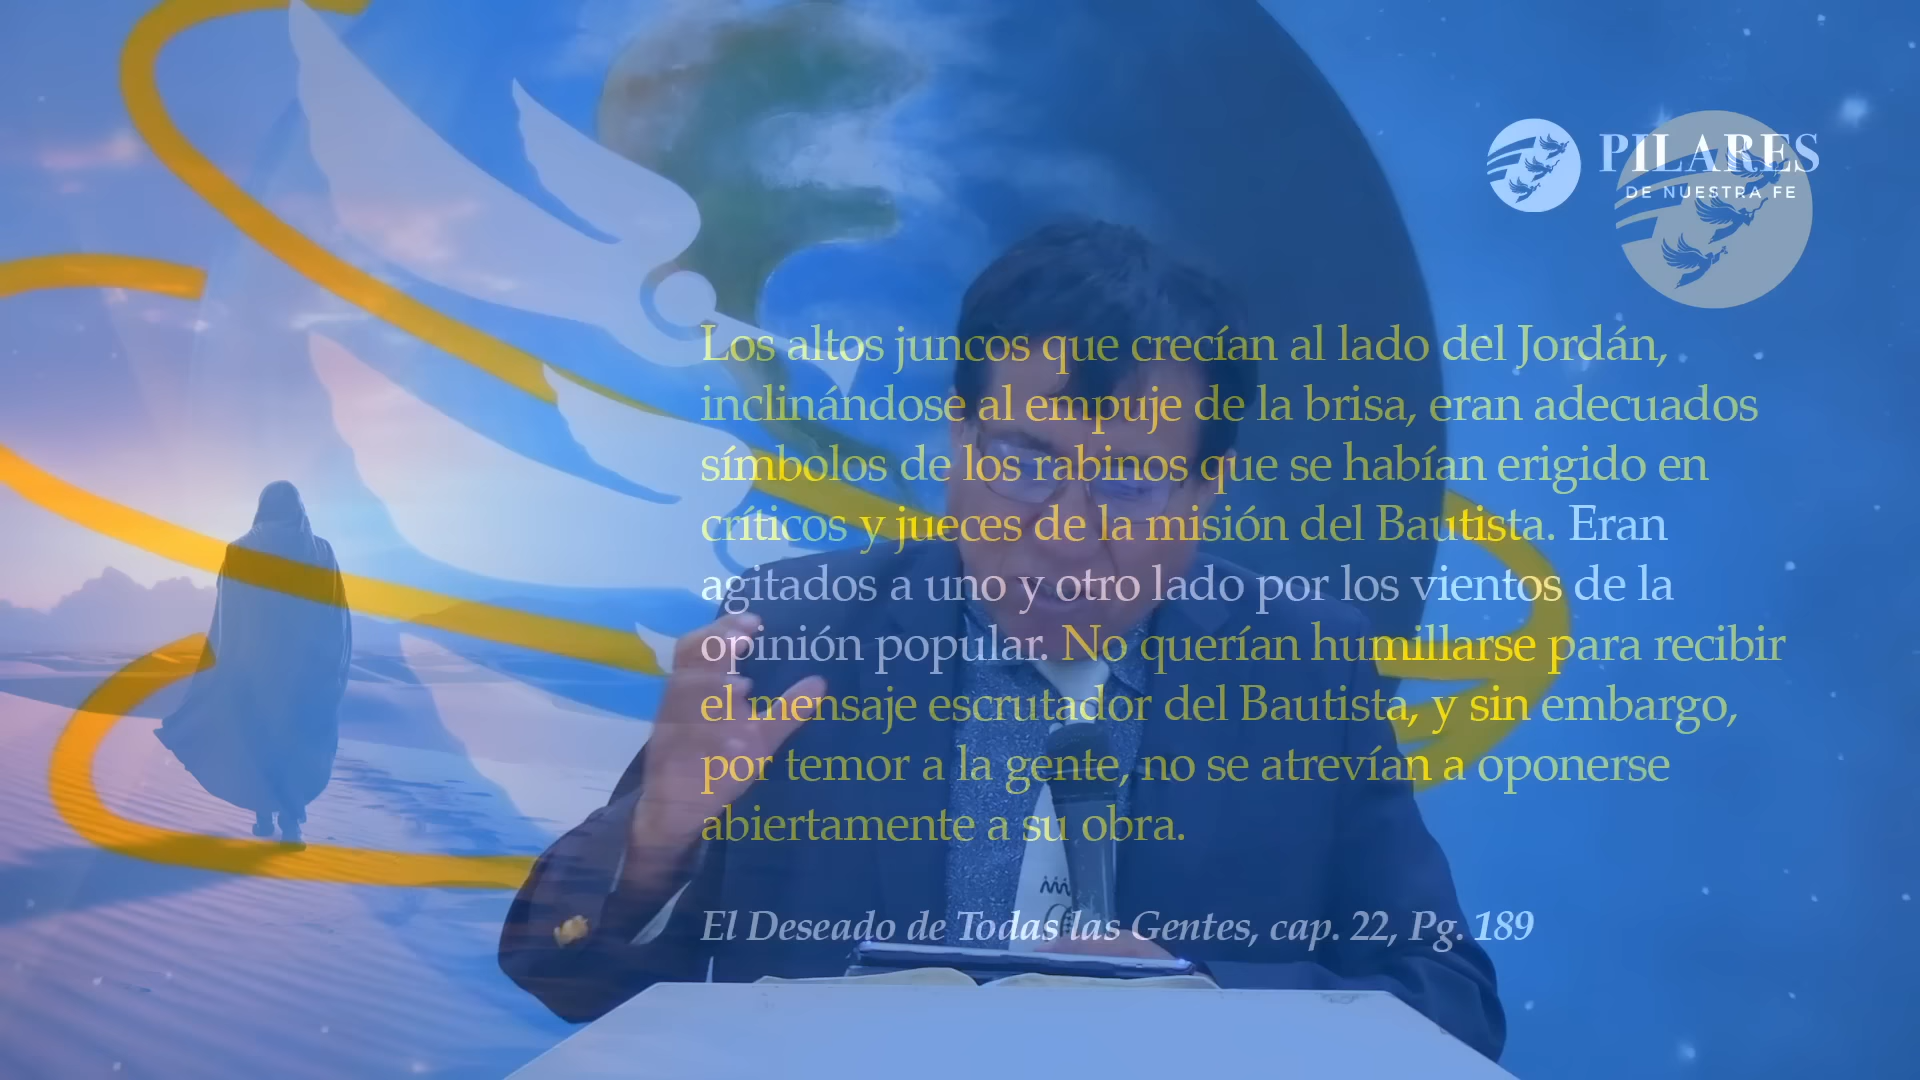 PILARES
DE NUESTRA FE
Los altos juncos que crecían al lado del Jordán,
inclinándose al empuje de la brisa, eran adecuados
símbolos de los rabinos que se habían erigido en
críticos y jueces de la misión del Bautista. Eran
agitados a uno y otro lado por los vientos de la
opinión popular. No querían humillarse para recibir
el mensaje escrutador del Bautista, y sin embargo,
por temor a la gente, no se atrevían a oponerse
abiertamente a su obra.
El Deseado de Todas las Gentes, cap. 22, Pg. 189